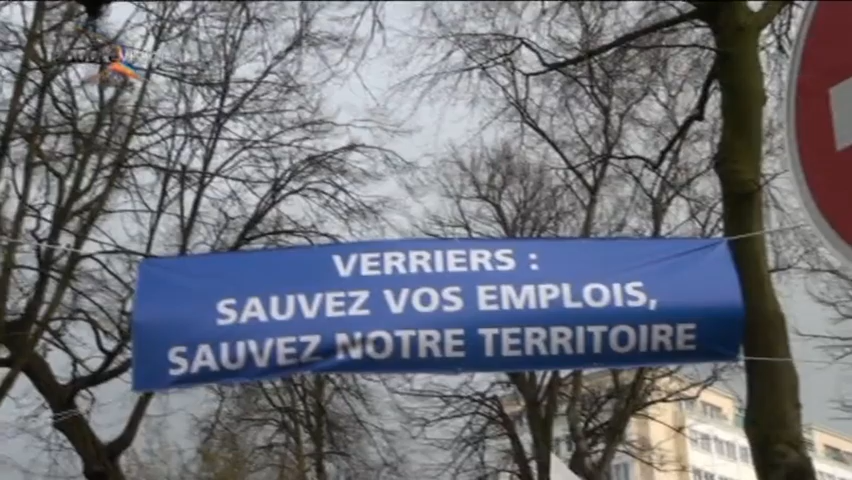 VERRIERS :
SAUVEZ VOS EMPLOIS,
SAUVEZ NOTRE TERRITOIRE